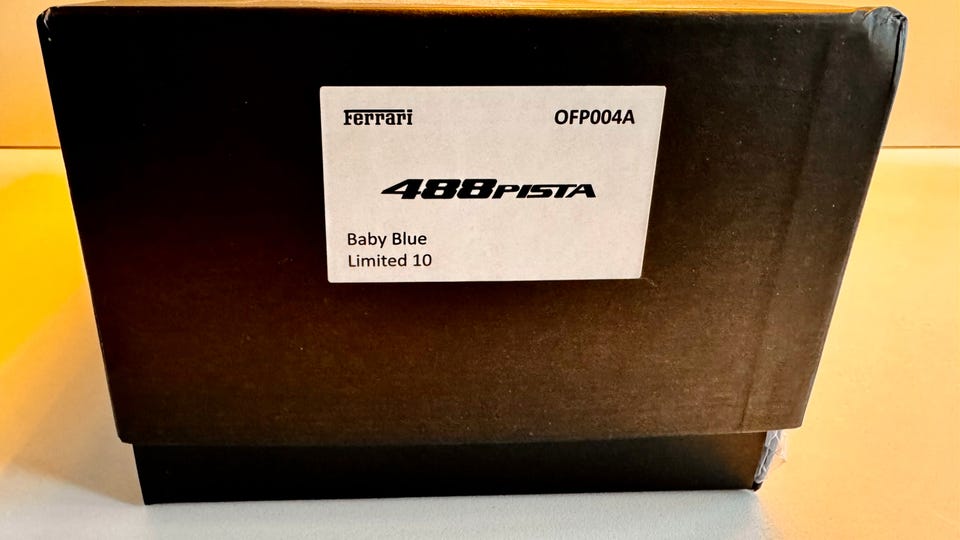 Ferrari OFP004A
488PISTA
Baby Blue
Limited 10